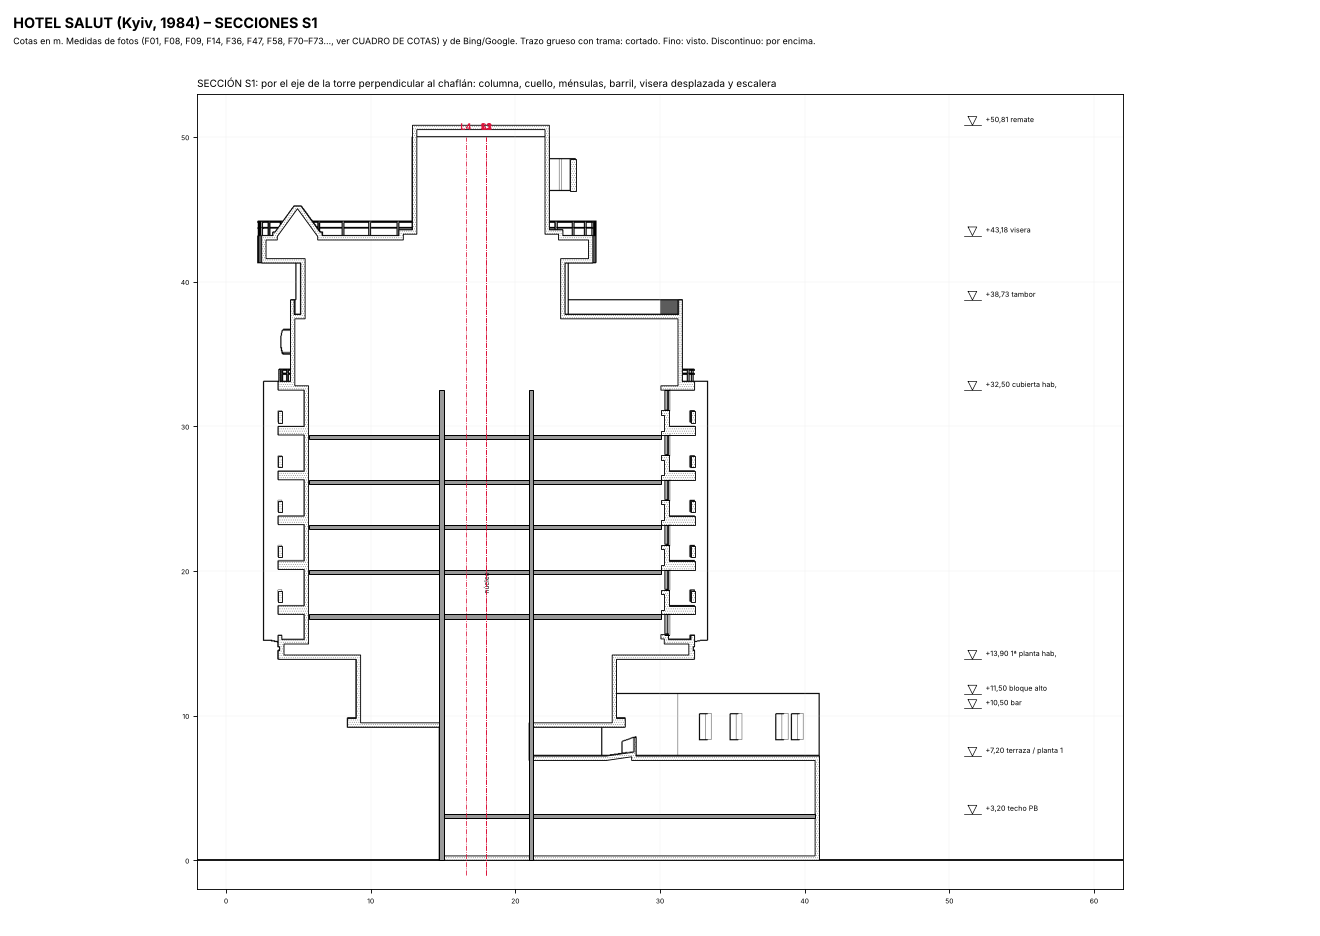 HOTEL SALUT (Kyiv, 1984) – SECCIONES S1
Cotas en m. Medidas de fotos (F01, F08, F09, F14, F36, F47, F58, F70–F73..., ver CUADRO DE COTAS) y de Bing/Google. Trazo grueso con trama: cortado. Fino: visto. Discontinuo: por encima.
SECCIÓN S1: por el eje de la torre perpendicular al chaflán: columna, cuello, ménsulas, barril, visera desplazada y escalera
+50,81 remate
50
+43,18 visera
40
+38,73 tambor
+32,50 cubierta hab,
30
20
núcleo
+13,90 1ª planta hab,
+11,50 bloque alto
+10,50 bar
10
+7,20 terraza / planta 1
+3,20 techo PB
0
0 10 20 30 40 50 60